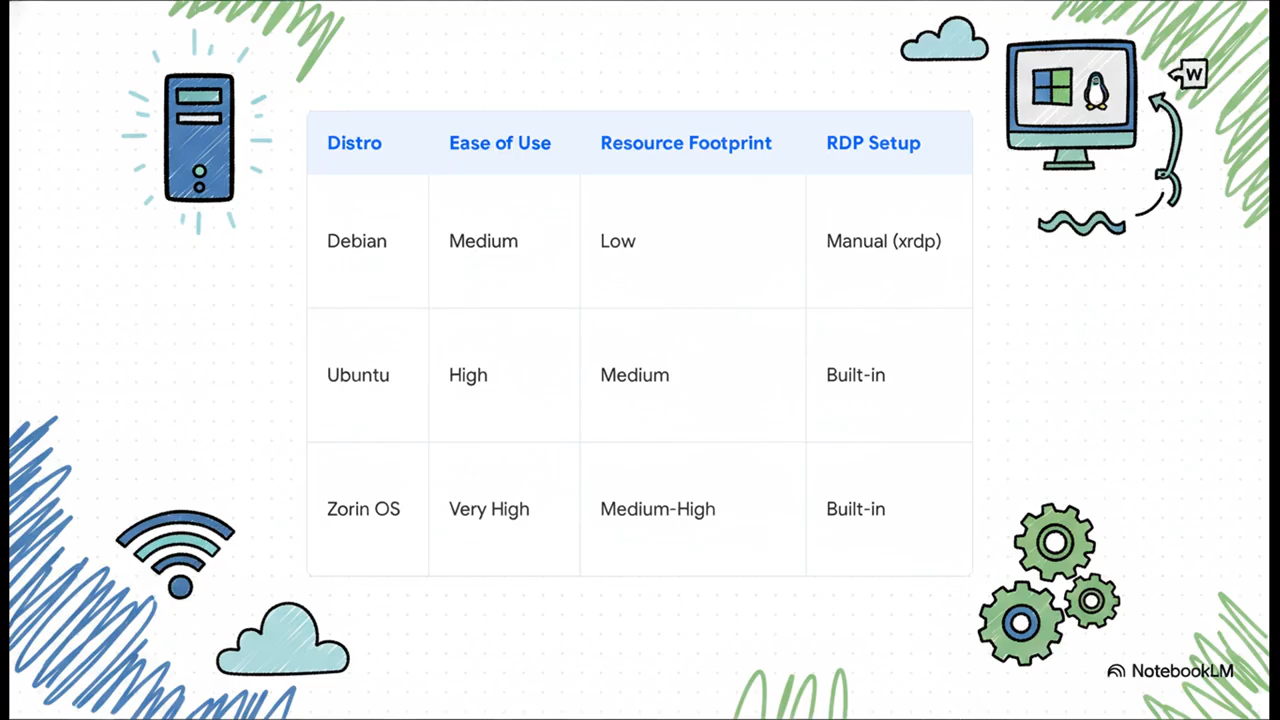 W
Distro Ease of Use Resource Footprint RDP Setup
Debian Medium Low Manual (xrdp)
Ubuntu High Medium Built-in
Zorin OS Very High Medium-High Built-in
NotebookLM